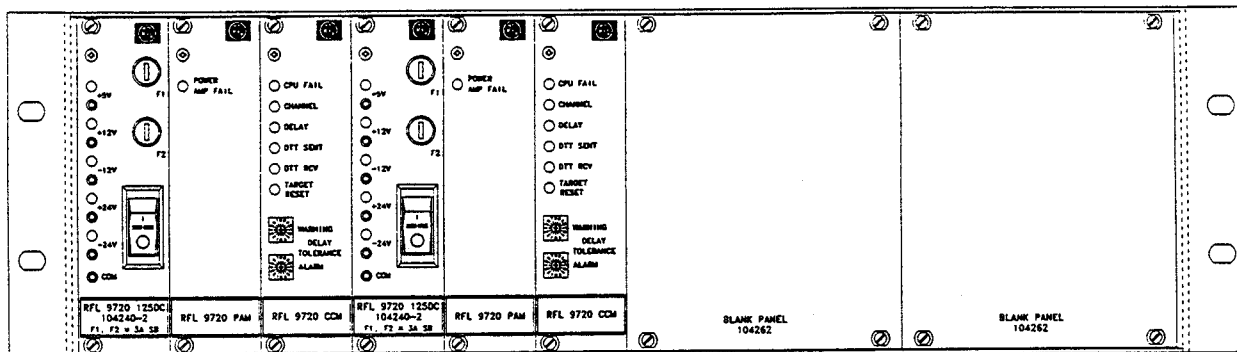 F1
+5V
+12V
F2
-12V
+24V
-24V
COM
RFL 9720 125DC
104240-2
F1, F2 = 3A SB
POWER
AMP FAIL
RFL 9720 PAM
CPU FAIL
CHANNEL
DELAY
DTT SENT
DTT RCV
TARGET
RESET
WARNING
DELAY
TOLERANCE
ALARM
RFL 9720 CCM
F1
+5V
+12V
F2
-12V
+24V
-24V
COM
RFL 9720 125DC
104240-2
F1, F2 = 3A SB
POWER
AMP FAIL
RFL 9720 PAM
CPU FAIL
CHANNEL
DELAY
DTT SENT
DTT RCV
TARGET
RESET
WARNING
DELAY
TOLERANCE
ALARM
RFL 9720 CCM
BLANK PANEL
104262
BLANK PANEL
104262